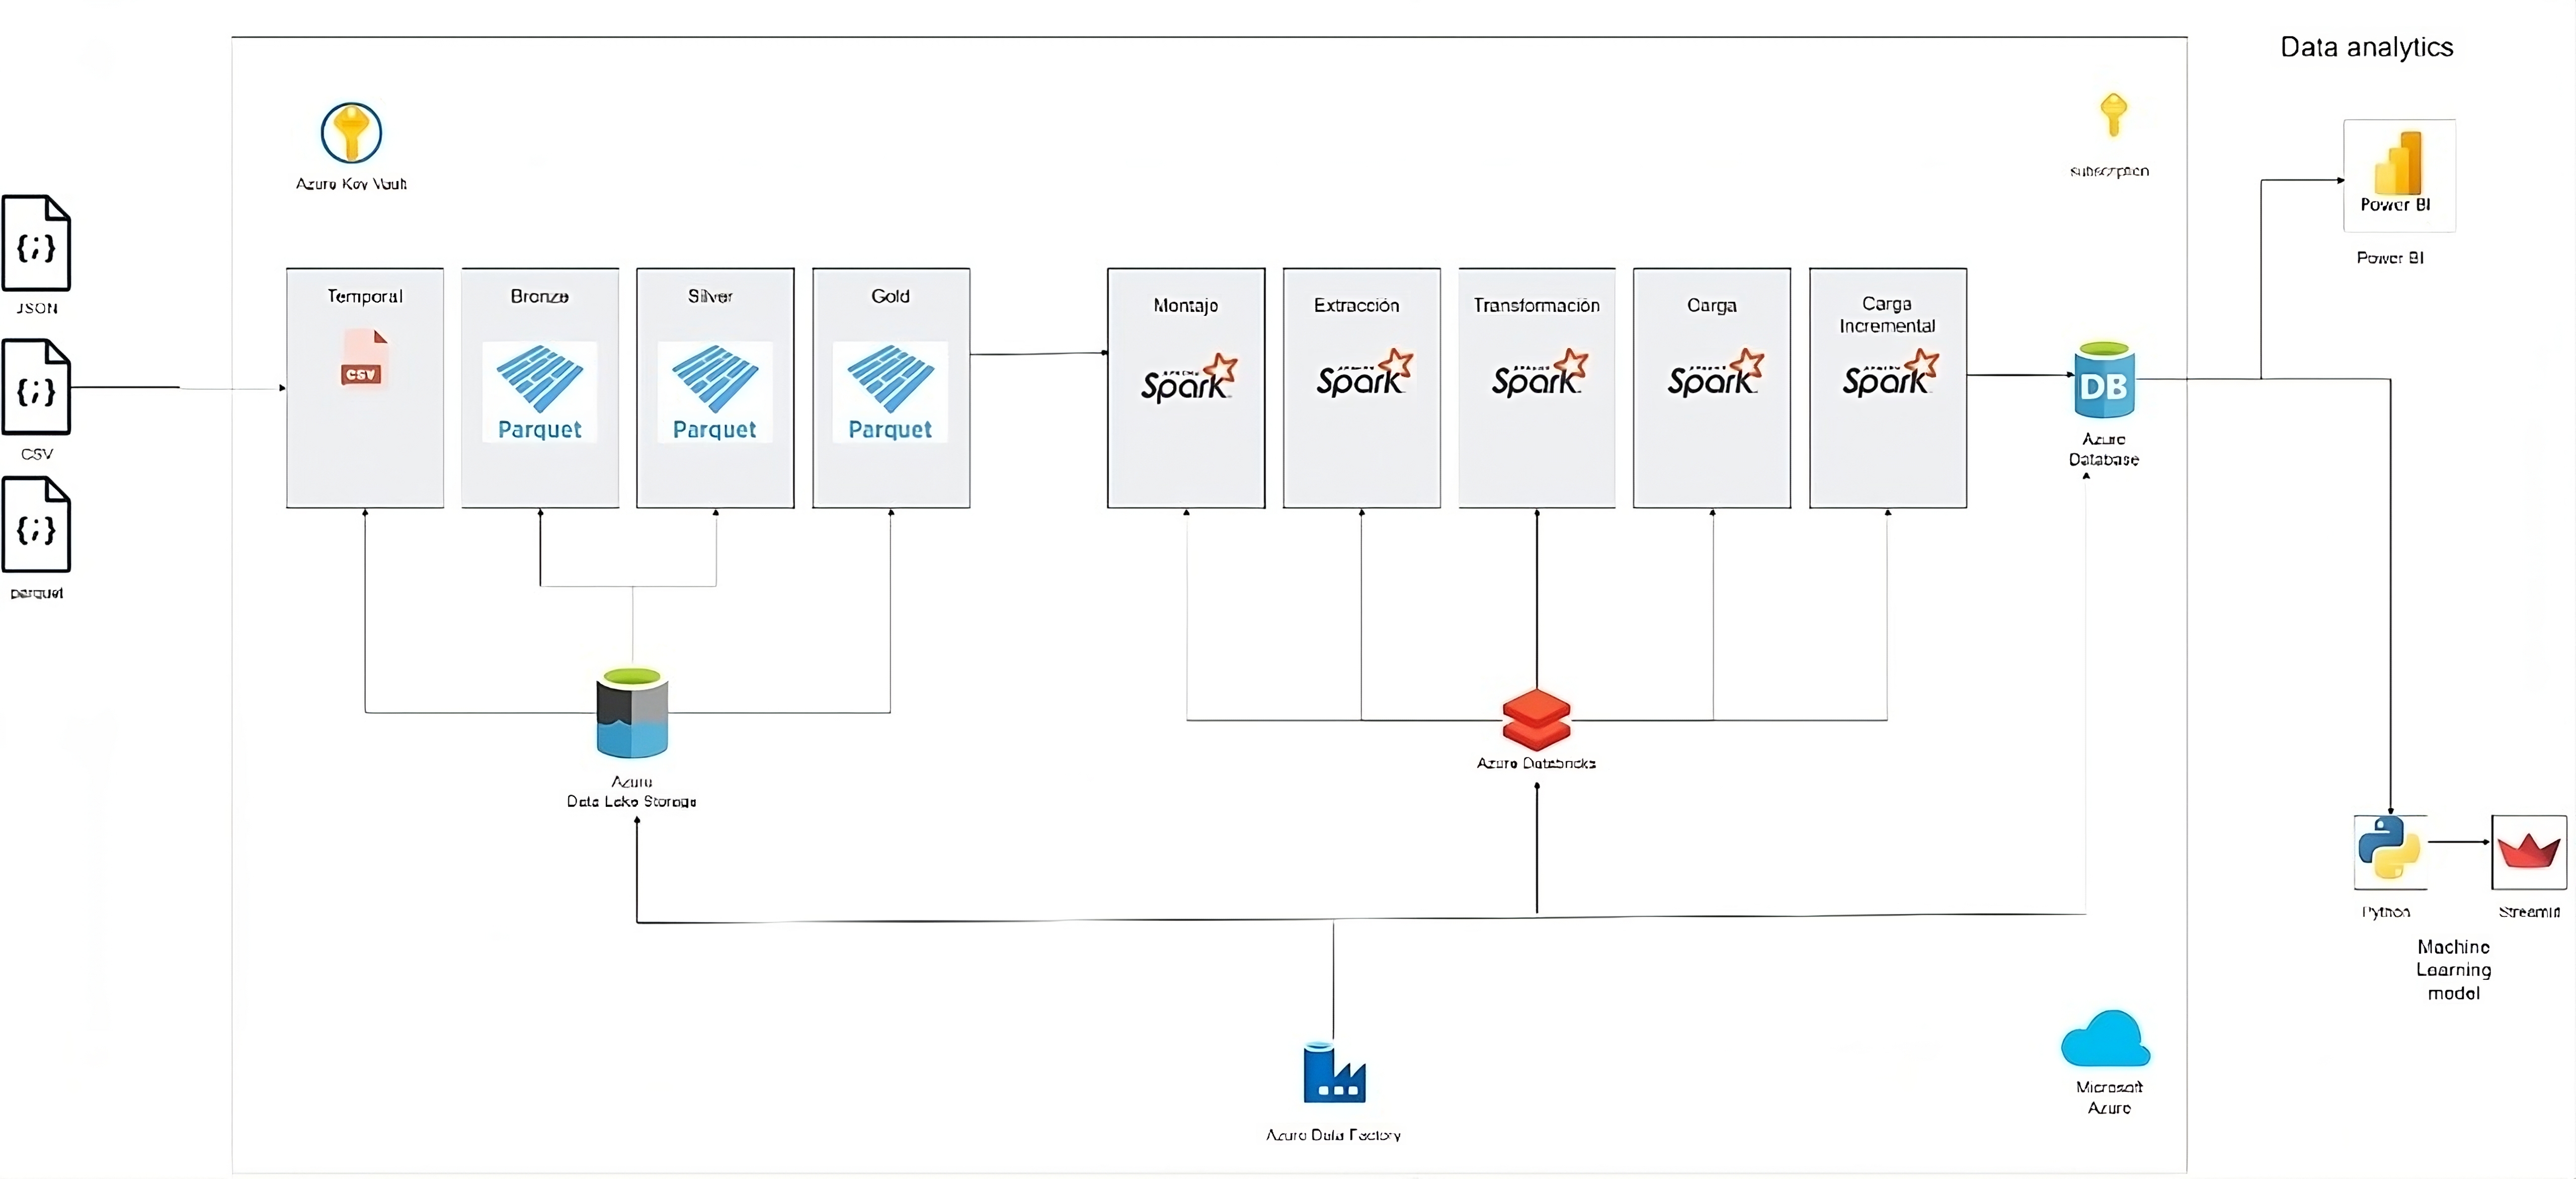 Data analytics
Azure Key Vault
subscription
Power BI
Power BI
{;}
JSON
{;}
CSV
{;}
parquet
Temporal
CSV
Bronze
Parquet
Silver
Parquet
Gold
Parquet
Montaje
Spark
Extracción
Spark
Transformación
Spark
Carga
Spark
Carga
Incremental
Spark
DB
Azure
Database
Azure
Data Lake Storage
Azure Databricks
Azure Data Factory
Python
Streamlit
Machine
Learning
model
Microsoft
Azure